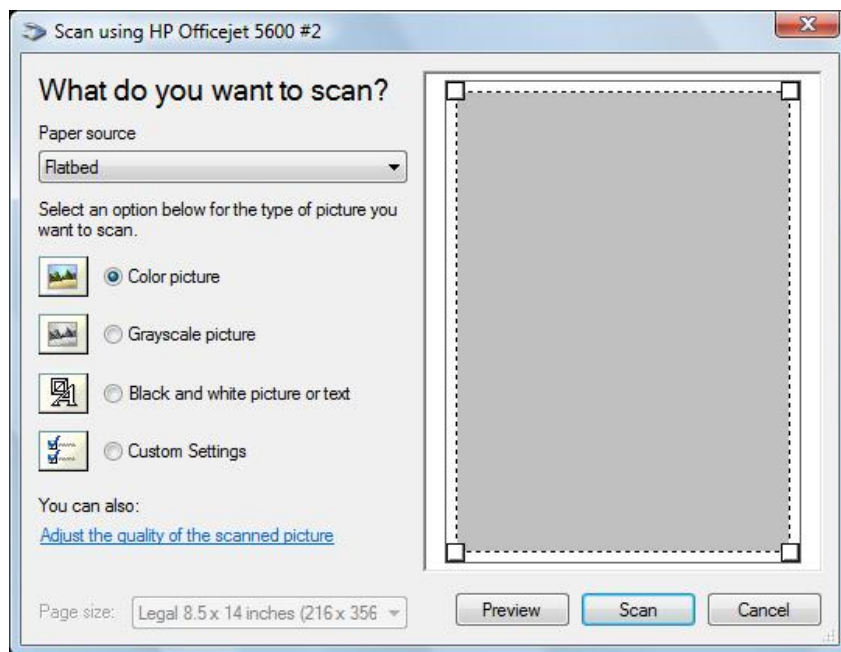 Scan using HP Officejet 5600 #2
What do you want to scan?
Paper source
Flatbed
Select an option below for the type of picture you
want to scan.
Color picture
Grayscale picture
Black and white picture or text
Custom Settings
You can also:
Adjust the quality of the scanned picture
Page size: Legal 8.5 x 14 inches (216 x 356
Preview Scan Cancel